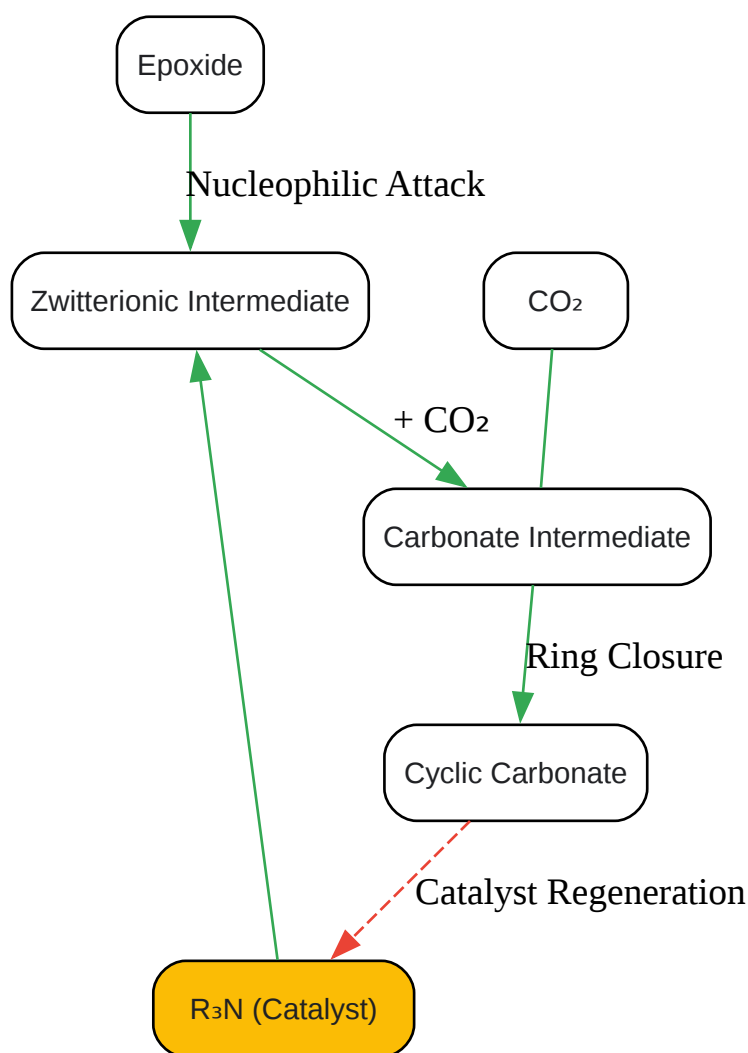 Epoxide
Nucleophilic Attack
Zwitterionic Intermediate
CO₂
+ CO₂
Carbonate Intermediate
Ring Closure
Cyclic Carbonate
Catalyst Regeneration
R₃N (Catalyst)